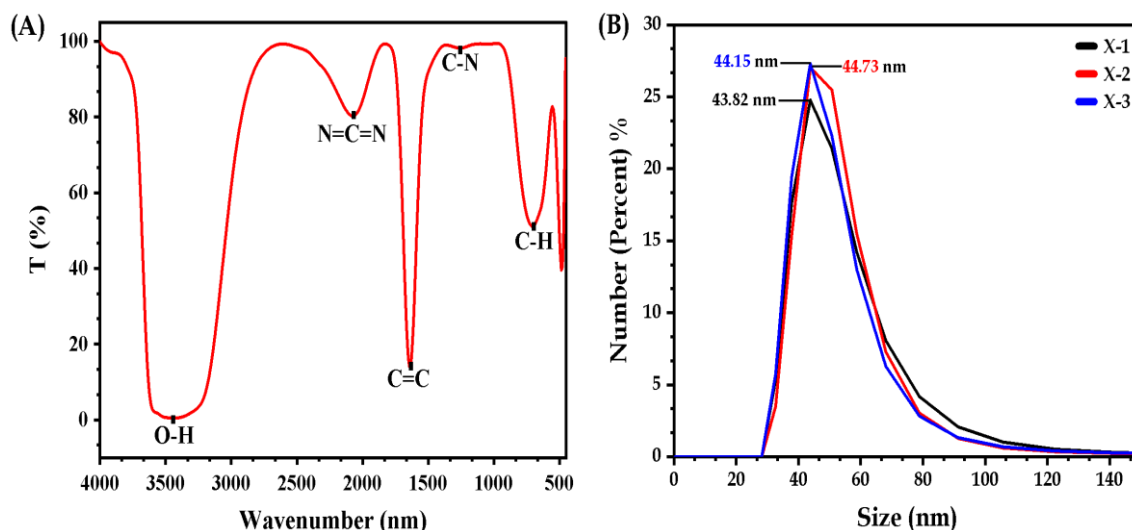 (A)
100
80
60
40
20
0
T (%)
C-N
N=C=N
C-H
C=C
O-H
4000 3500 3000 2500 2000 1500 1000 500
Wavenumber (nm)
(B)
30
25
20
15
10
5
0
Number (Percent) %
X-1
X-2
X-3
44.15 nm
44.73 nm
43.82 nm
0 20 40 60 80 100 120 140
Size (nm)